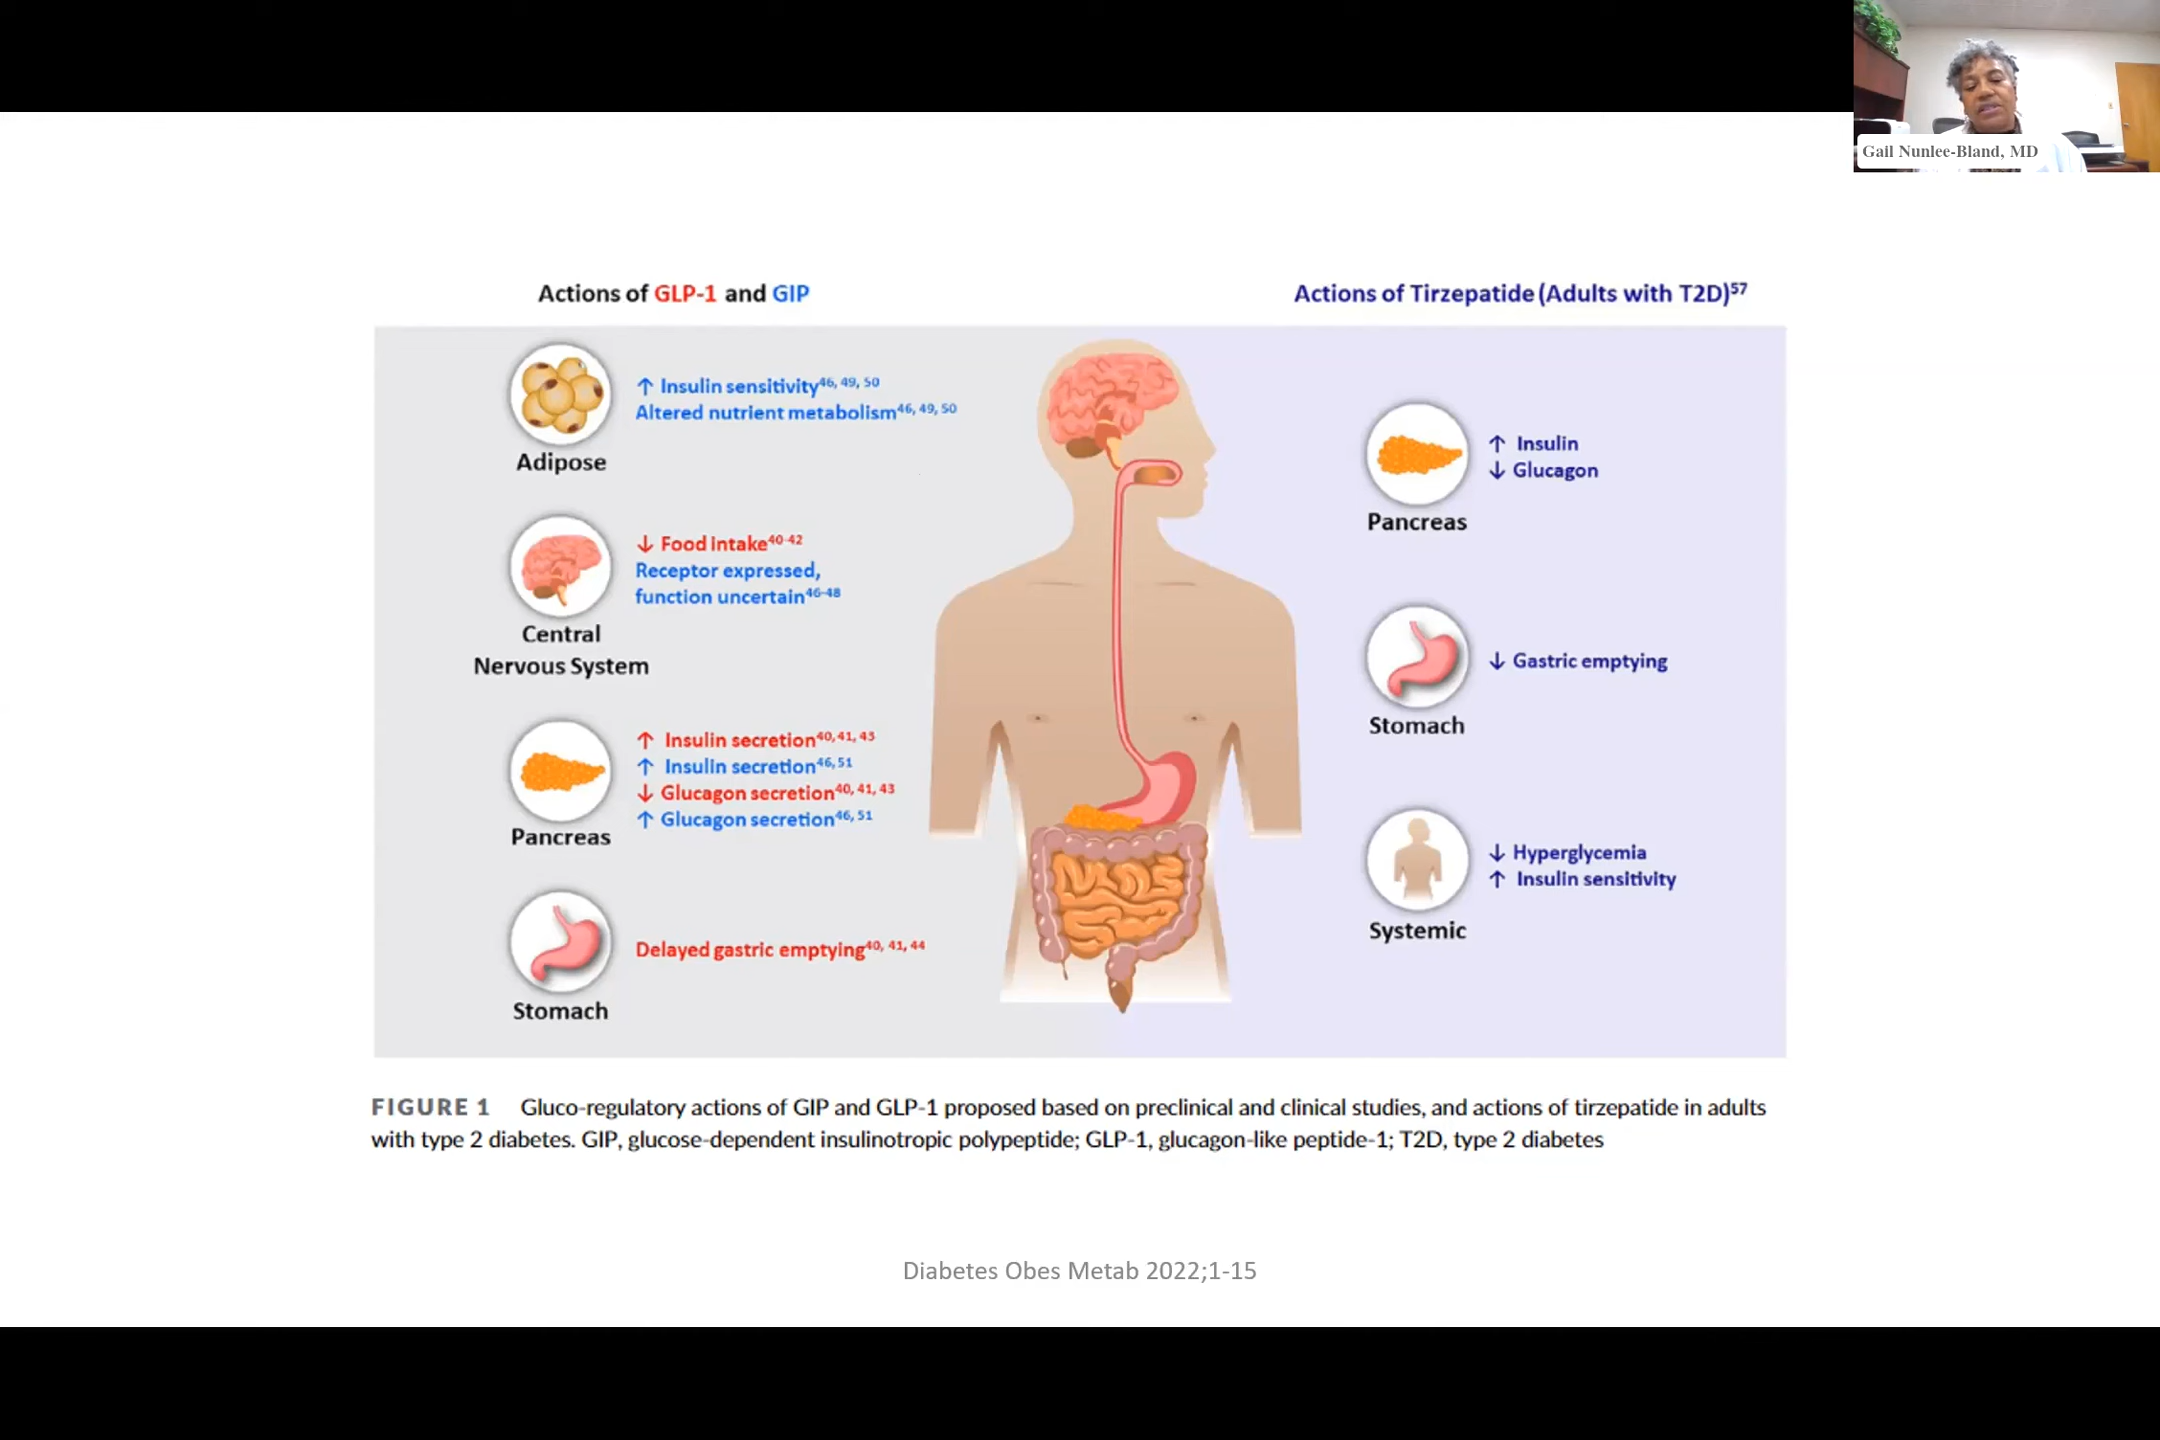 Gail Nunlee-Bland, MD
Actions of GLP-1 and GIP
Actions of Tirzepatide (Adults with T2D)57
↑ Insulin sensitivity46, 49, 50
Altered nutrient metabolism46, 49, 50
Adipose
↓ Food intake40-42
Receptor expressed,
function uncertain46-48
Central
Nervous System
↑ Insulin secretion40, 41, 43
↑ Insulin secretion46, 51
↓ Glucagon secretion40, 41, 43
↑ Glucagon secretion46, 51
Pancreas
Delayed gastric emptying40, 41, 44
Stomach
↑ Insulin
↓ Glucagon
Pancreas
↓ Gastric emptying
Stomach
↓ Hyperglycemia
↑ Insulin sensitivity
Systemic
FIGURE 1 Gluco-regulatory actions of GIP and GLP-1 proposed based on preclinical and clinical studies, and actions of tirzepatide in adults
with type 2 diabetes. GIP, glucose-dependent insulinotropic polypeptide; GLP-1, glucagon-like peptide-1; T2D, type 2 diabetes
Diabetes Obes Metab 2022;1-15